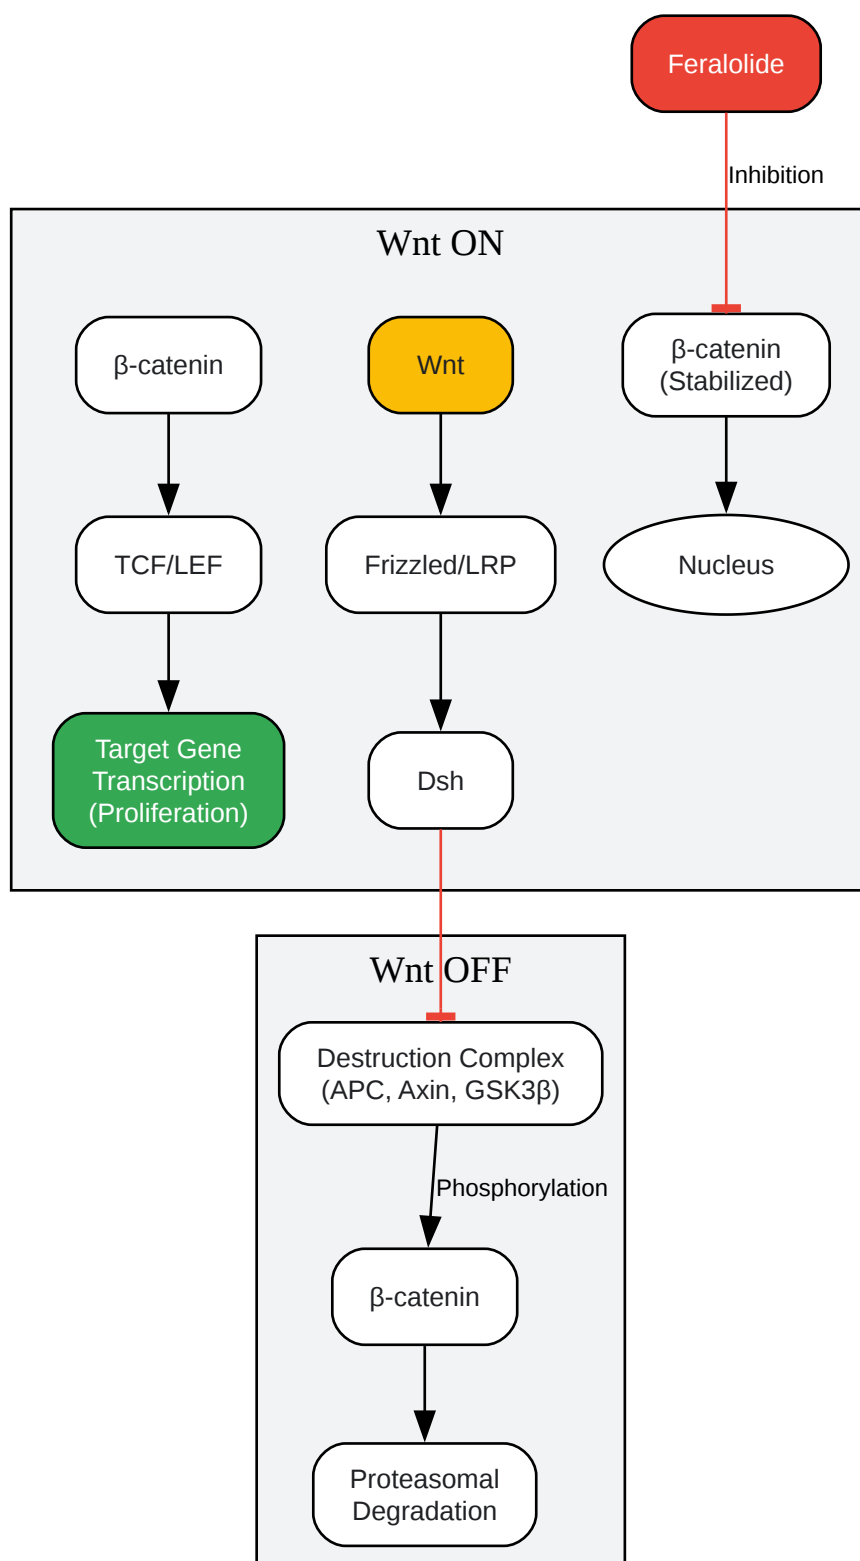 Feralolide
Inhibition
Wnt ON
β-catenin
Wnt
β-catenin
(Stabilized)
TCF/LEF
Frizzled/LRP
Nucleus
Target Gene
Transcription
(Proliferation)
Dsh
Wnt OFF
Destruction Complex
(APC, Axin, GSK3β)
Phosphorylation
β-catenin
Proteasomal
Degradation